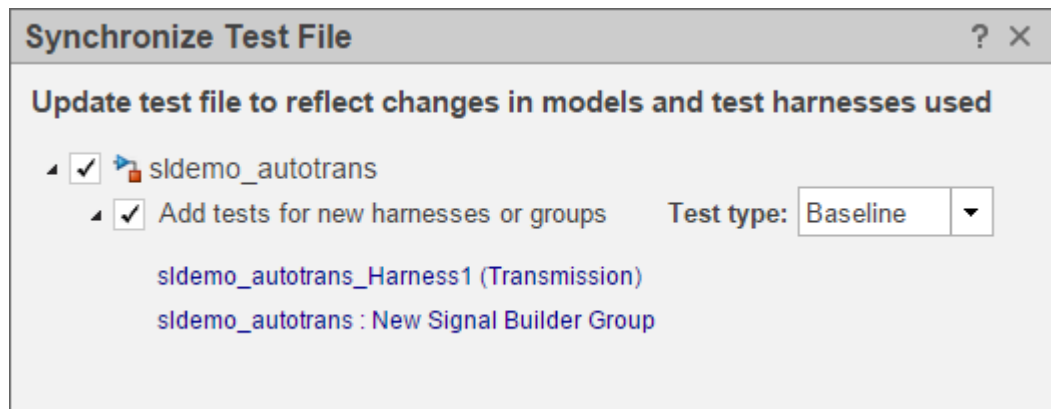 Synchronize Test File ? ×
Update test file to reflect changes in models and test harnesses used
sldemo_autotrans
Add tests for new harnesses or groups Test type: Baseline
sldemo_autotrans_Harness1 (Transmission)
sldemo_autotrans : New Signal Builder Group